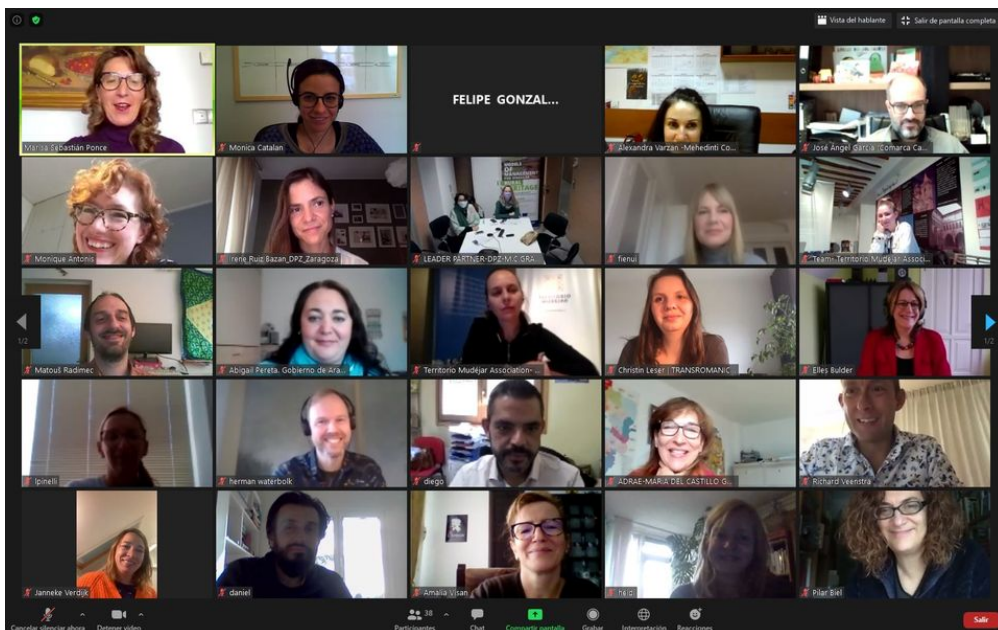 Vista del hablante
Salir de pantalla completa
Marisa Sebastián Ponce
Monica Catalan
FELIPE GONZAL...
Alexandra Varzan -Mehedinti Co...
José Ángel García -Comarca Ca...
Monique Antonis
Irene Ruiz Bazan_DPZ_Zaragoza
LEADER PARTNER-DPZ-M.C GRA...
fienui
Team- Territorio Mudéjar Associ...
1/2
Matouš Radimec
Abigail Pereta. Gobierno de Ara...
Territorio Mudéjar Association- ...
Christin Leser | TRANSROMANIC...
Elles Bulder
1/2
lpinelli
herman waterbolk
diego
ADRAE-MARIA DEL CASTILLO G...
Richard Veenstra
Janneke Verdijk
daniel
Amalia Visan
held
Pilar Biel
Cancelar silenciar ahora
Detener video
38
Participantes
Chat
Compartir pantalla
Grabar
Interpretación
Reacciones
Salir